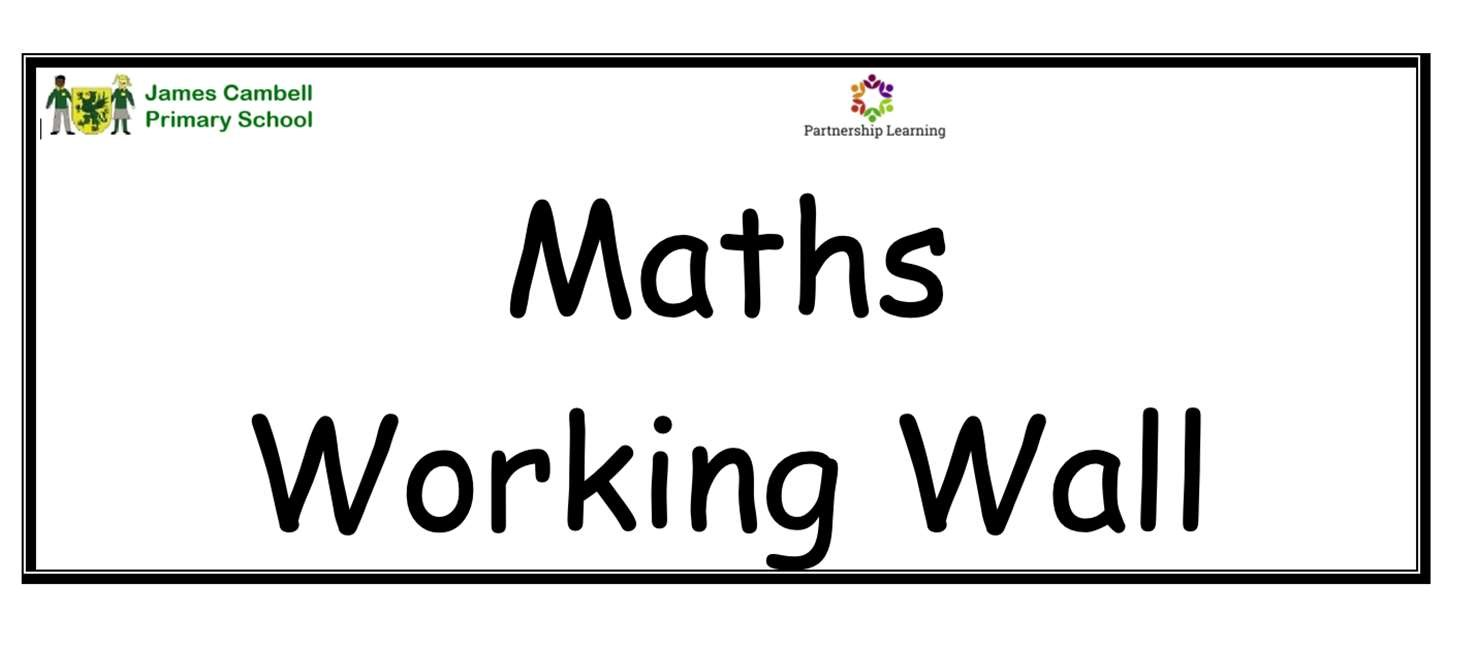 James Cambell
Primary School
Partnership Learning
Maths
Working Wall